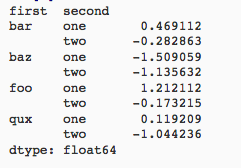 first  second
bar    one       0.469112
       two      -0.282863
baz    one      -1.509059
       two      -1.135632
foo    one       1.212112
       two      -0.173215
qux    one       0.119209
       two      -1.044236
dtype: float64